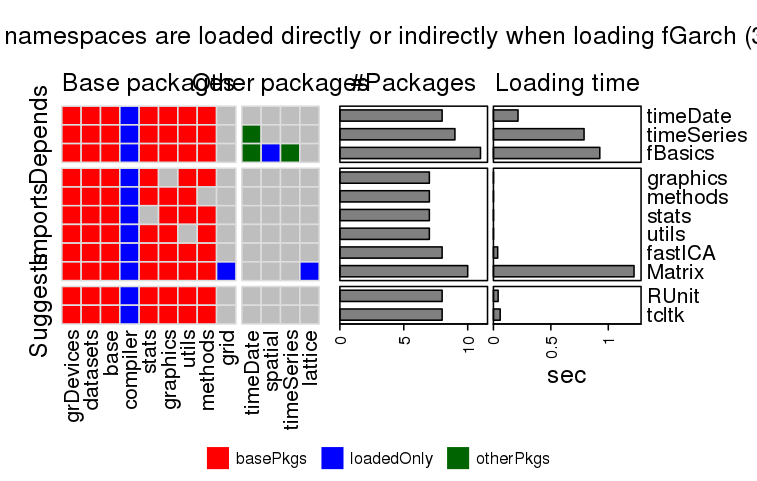 namespaces are loaded directly or indirectly when loading fGarch (3
Base packages
Other packages
#Packages
Loading time
Depends
Imports
Suggests
timeDate
timeSeries
fBasics
graphics
methods
stats
utils
fastICA
Matrix
RUnit
tcltk
grDevices
datasets
base
compiler
stats
graphics
utils
methods
grid
timeDate
spatial
timeSeries
lattice
0
5
10
0
0.5
1
sec
basePkgs
loadedOnly
otherPkgs